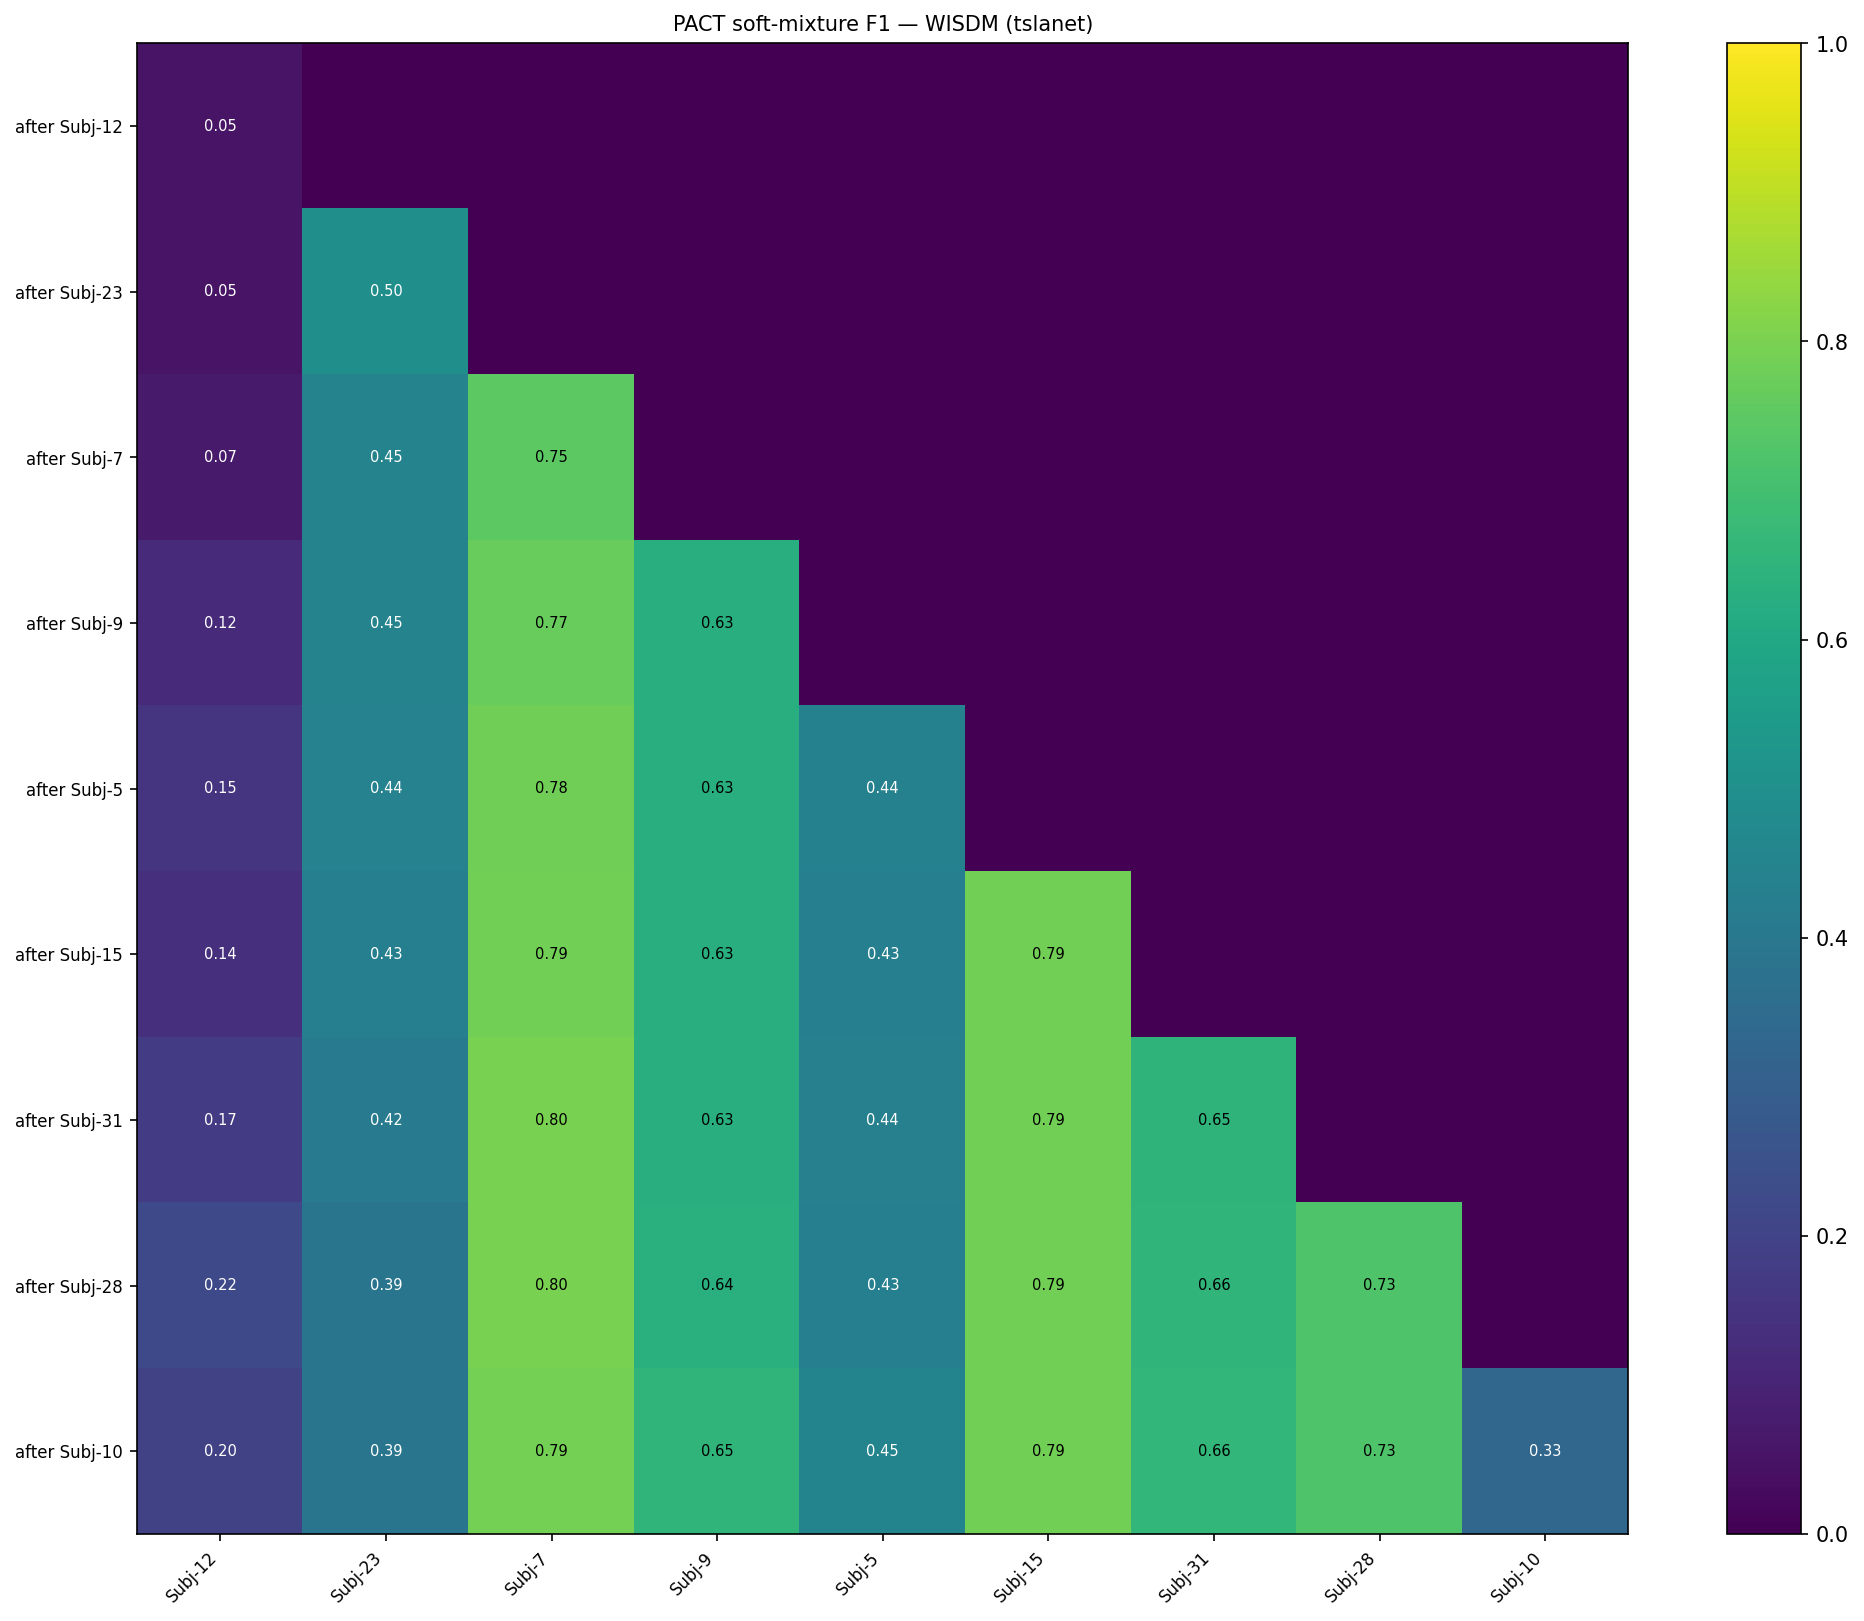 PACT soft-mixture F1 — WISDM (tslanet)
1.0
after Subj-12 0.05
after Subj-23 0.05 0.50
0.8
after Subj-7 0.07 0.45 0.75
after Subj-9 0.12 0.45 0.77 0.63
0.6
after Subj-5 0.15 0.44 0.78 0.63 0.44
0.4
after Subj-15 0.14 0.43 0.79 0.63 0.43 0.79
after Subj-31 0.17 0.42 0.80 0.63 0.44 0.79 0.65
0.2
after Subj-28 0.22 0.39 0.80 0.64 0.43 0.79 0.66 0.73
after Subj-10 0.20 0.39 0.79 0.65 0.45 0.79 0.66 0.73 0.33
0.0
Subj-12 Subj-23 Subj-7 Subj-9 Subj-5 Subj-15 Subj-31 Subj-28 Subj-10